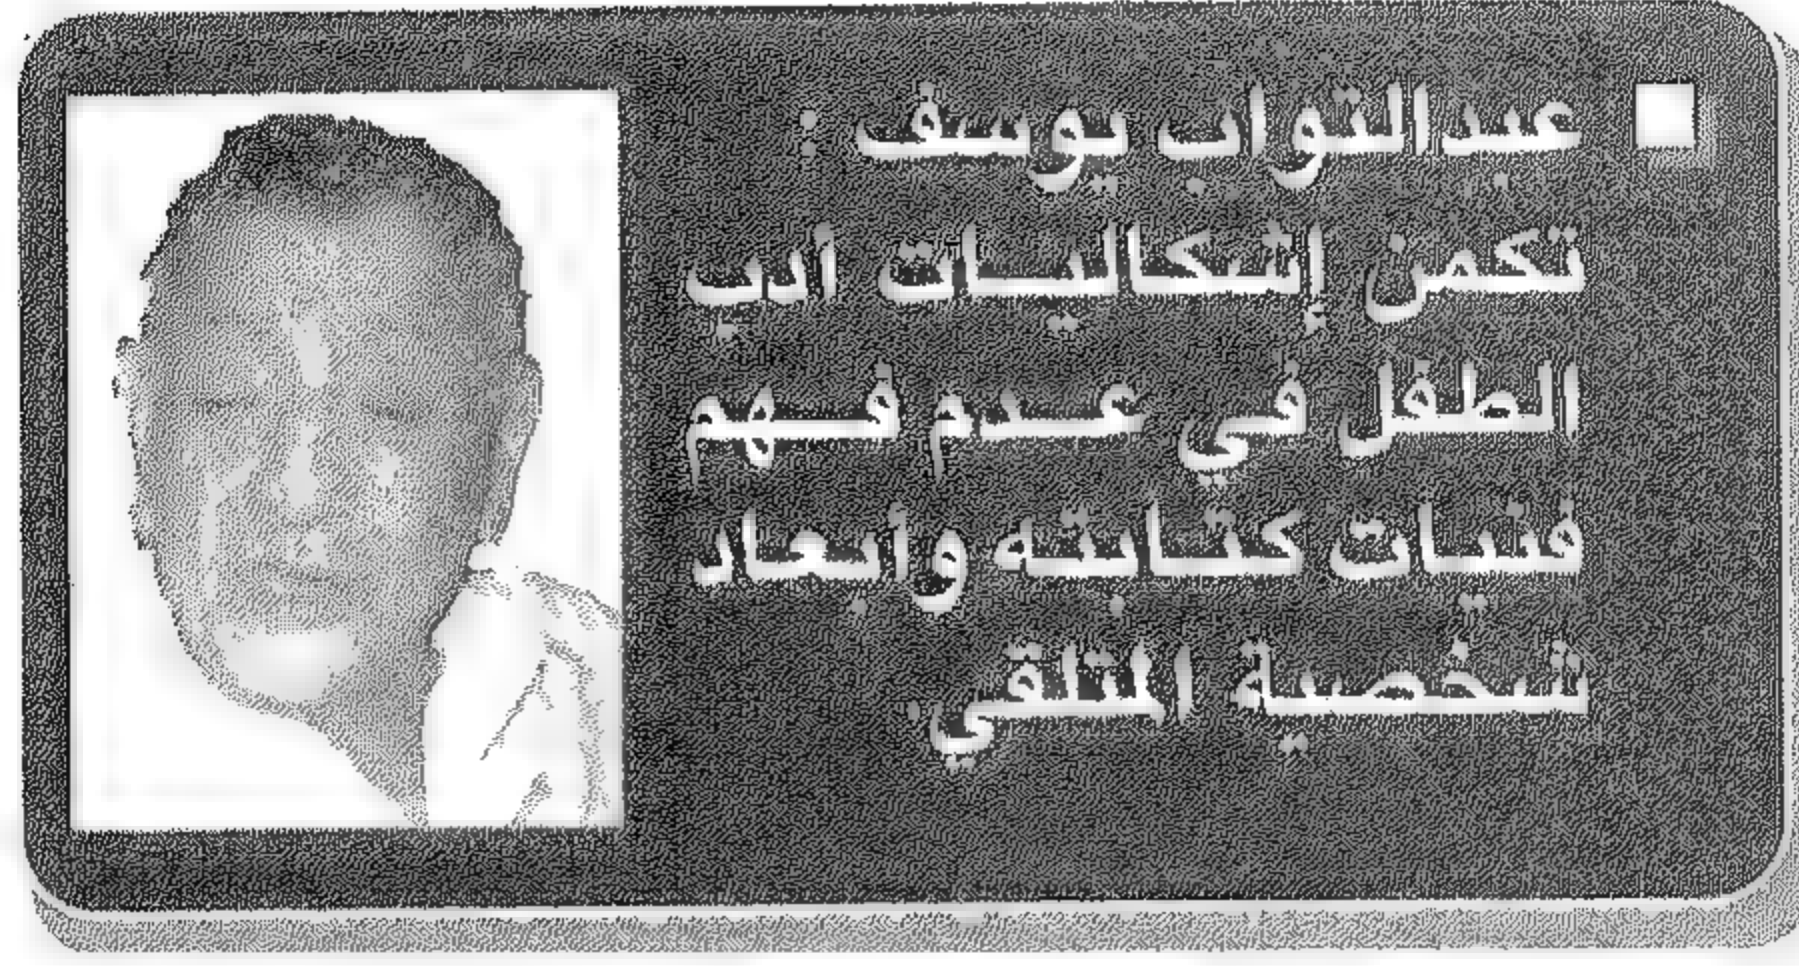 عبدالتواب يوسف :
تكمن إشكاليات أدب
الطفل في عدم فهم
فنيات كتابته وأبعاد
شخصية المتلقي.